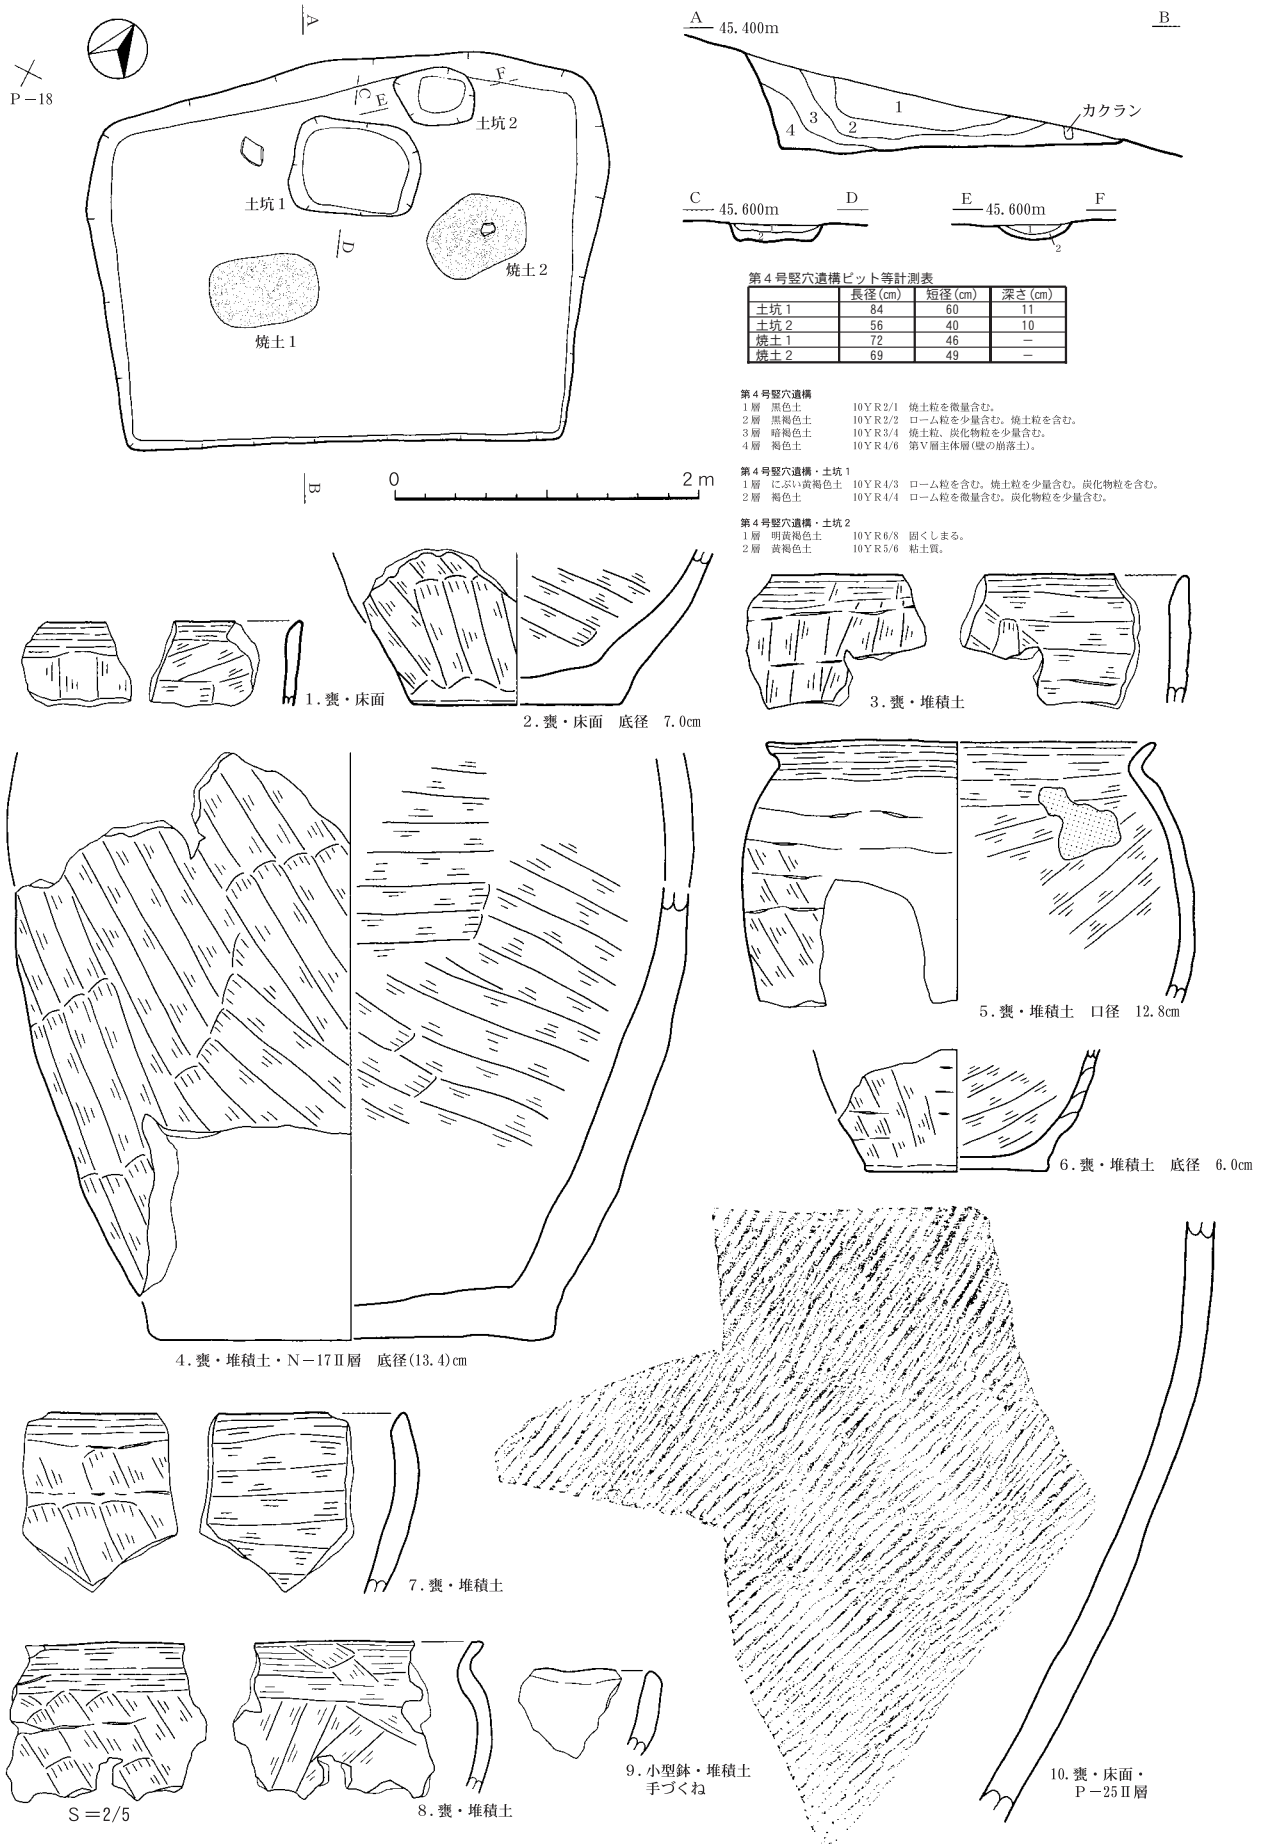 A
P-18
C
E
F
土坑2
土坑1
D
焼土2
焼土1
B
0 2m
A 45.400m B
1
2
3
4
カクラン
C 45.600m D
1
2
E 45.600m F
1
2
第4号竪穴遺構ピット等計測表
長径(cm) 短径(cm) 深さ(cm)
土坑1 84 60 11
土坑2 56 40 10
焼土1 72 46 −
焼土2 69 49 −
第4号竪穴遺構
1層 黒色土 10YR2/1 焼土粒を微量含む。
2層 黒褐色土 10YR2/2 ローム粒を少量含む。焼土粒を含む。
3層 暗褐色土 10YR3/4 焼土粒、炭化物粒を少量含む。
4層 褐色土 10YR4/6 第Ⅴ層主体層(壁の崩落土)。
第4号竪穴遺構・土坑1
1層 にぶい黄褐色土 10YR4/3 ローム粒を含む。焼土粒を少量含む。炭化物粒を含む。
2層 褐色土 10YR4/4 ローム粒を微量含む。炭化物粒を少量含む。
第4号竪穴遺構・土坑2
1層 明黄褐色土 10YR6/8 固くしまる。
2層 黄褐色土 10YR5/6 粘土質。
1.甕・床面
2.甕・床面 底径 7.0cm
3.甕・堆積土
4.甕・堆積土・N-17Ⅱ層 底径(13.4)cm
5.甕・堆積土 口径 12.8cm
6.甕・堆積土 底径 6.0cm
7.甕・堆積土
8.甕・堆積土
9.小型鉢・堆積土
手づくね
10.甕・床面・
P-25Ⅱ層
S=2/5